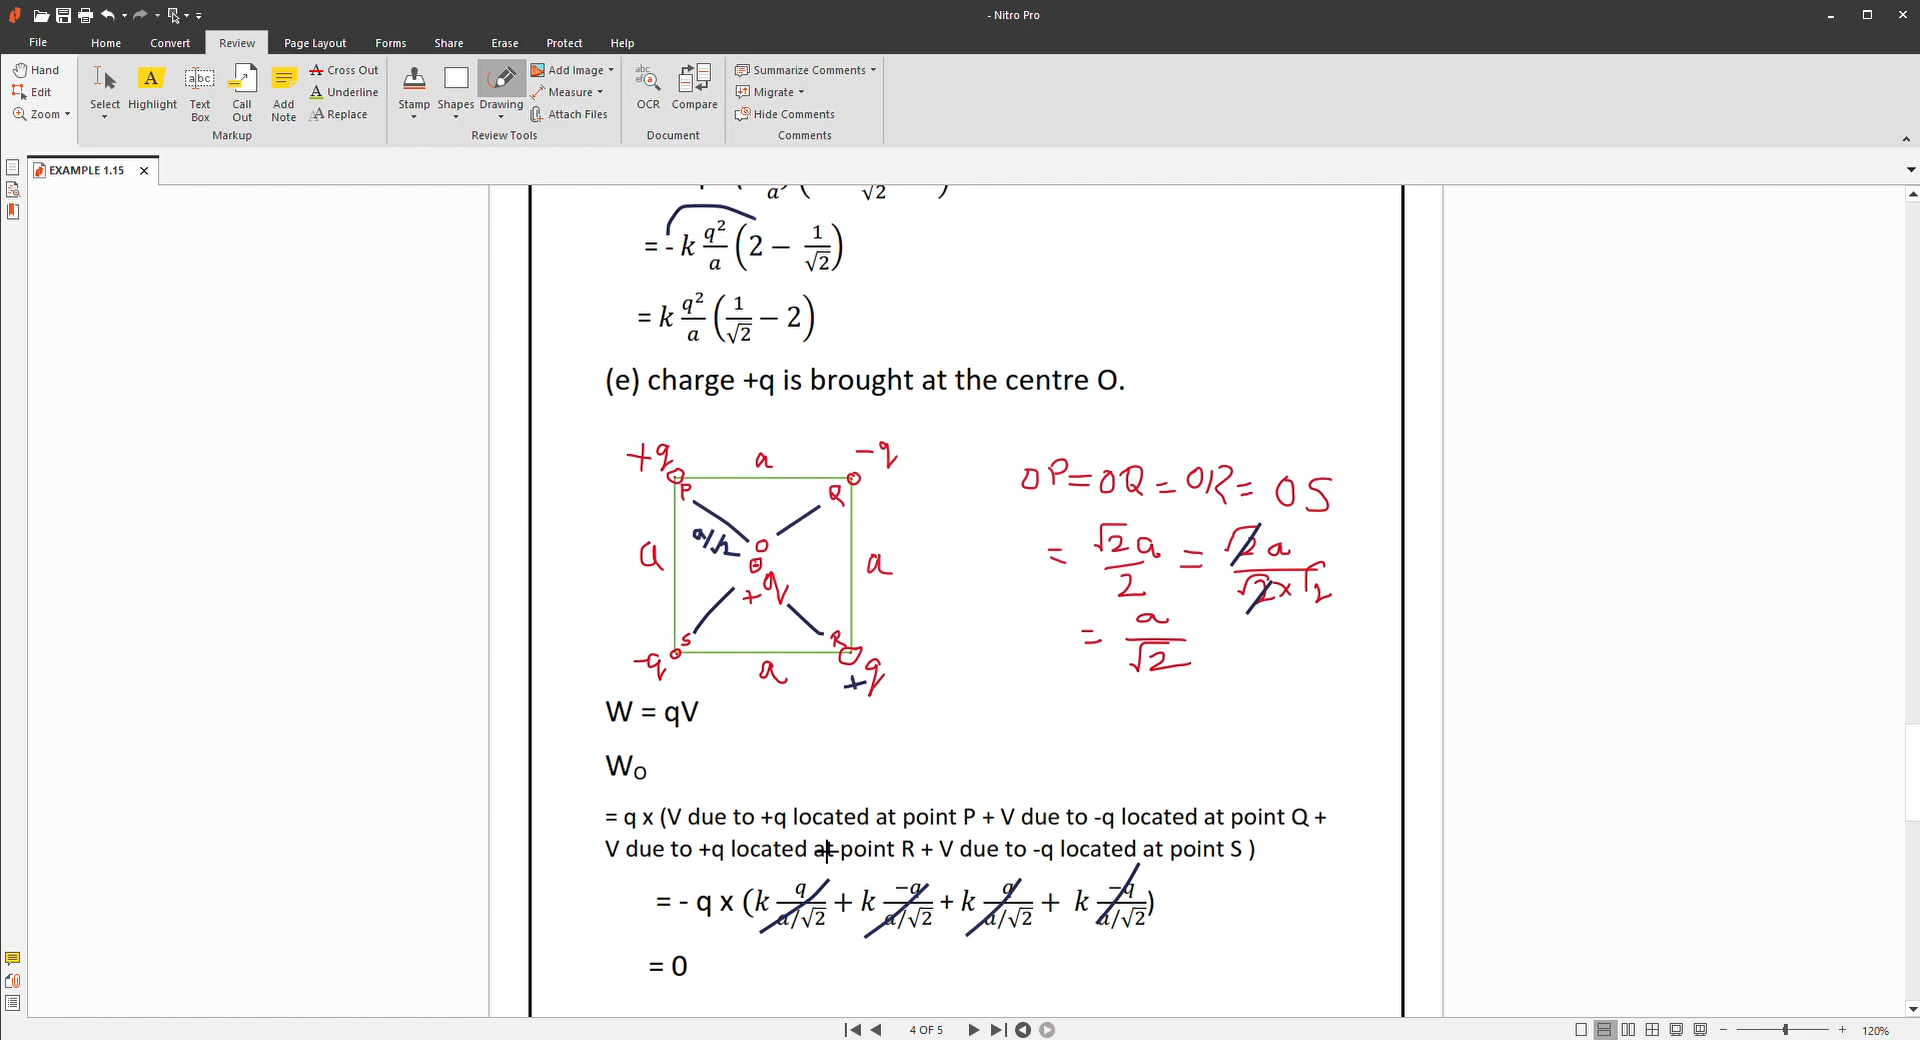 - Nitro Pro
File Home Convert Review Page Layout Forms Share Erase Protect Help
Hand
Edit
Zoom
Select
Highlight
Text Box
Call Out
Add Note
Cross Out
Underline
Replace
Markup
Stamp
Shapes
Drawing
Add Image
Measure
Attach Files
Review Tools
OCR
Compare
Document
Summarize Comments
Migrate
Hide Comments
Comments
EXAMPLE 1.15
= - k q²/a (2 − 1/√2)
= k q²/a (1/√2 − 2)
(e) charge +q is brought at the centre O.
+q a -q
P Q
a a/√2 O a
+q
S R
-q a +q
OP = OQ = OR = OS
= √2 a/2 = √2 a/√2 × √2
= a/√2
W = qV
W₀
= q x (V due to +q located at point P + V due to -q located at point Q +
V due to +q located at point R + V due to -q located at point S )
= - q x (k q/a/√2 + k −q/a/√2 + k q/a/√2 + k −q/a/√2)
= 0
4 OF 5
120%